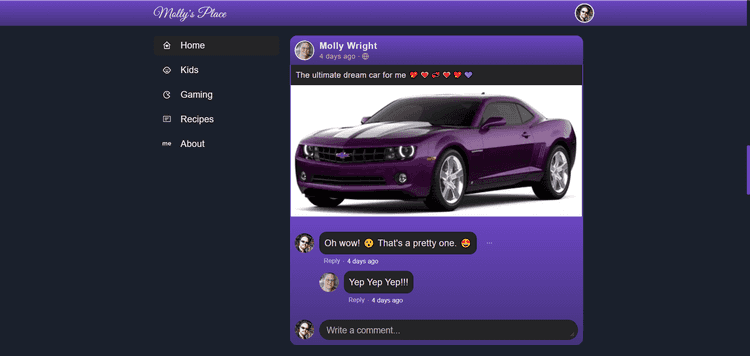 Molly's Place
Home
Kids
Gaming
Recipes
me About
Molly Wright
4 days ago ·
The ultimate dream car for me
Oh wow! 😯 That's a pretty one. 🤩
···
Reply · 4 days ago
Yep Yep Yep!!!
Reply · 4 days ago
Write a comment...